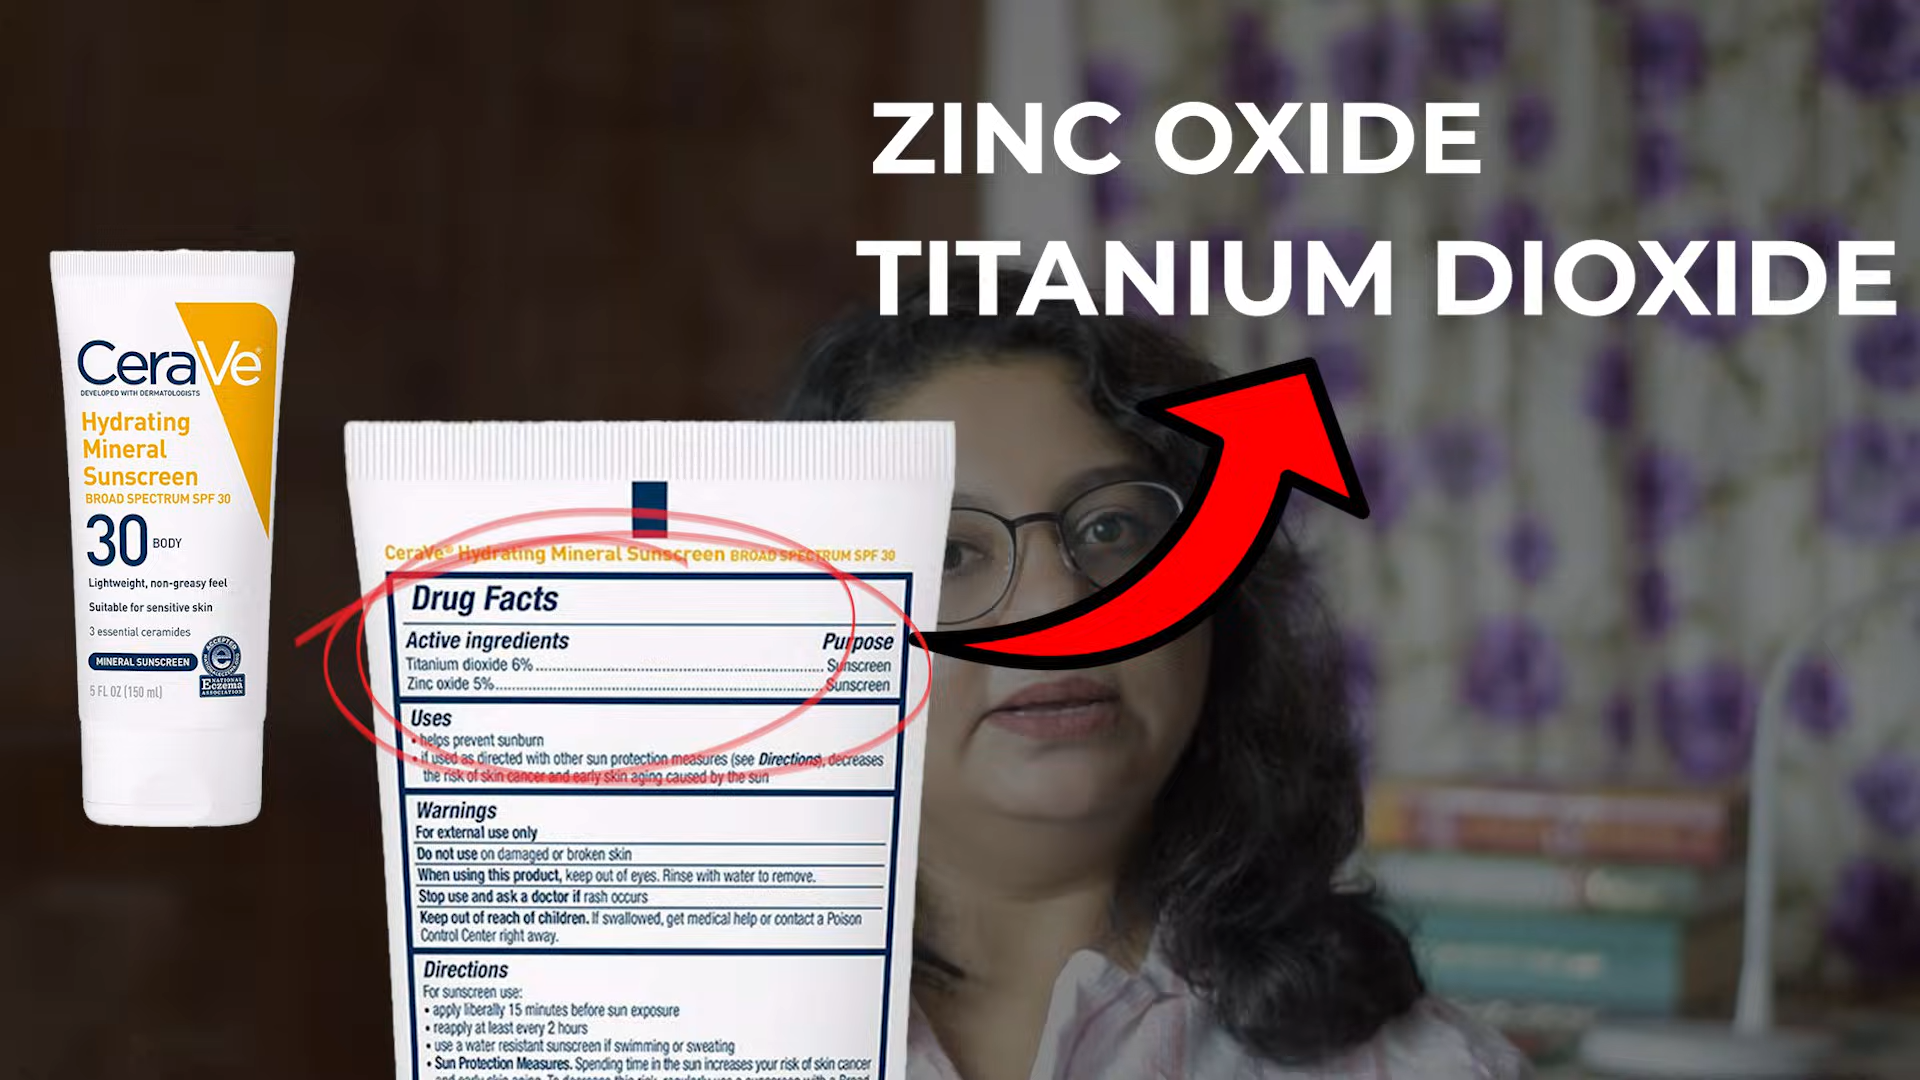 ZINC OXIDE
TITANIUM DIOXIDE
CeraVe®
DEVELOPED WITH DERMATOLOGISTS
Hydrating
Mineral
Sunscreen
BROAD SPECTRUM SPF 30
30 BODY
Lightweight, non-greasy feel
Suitable for sensitive skin
3 essential ceramides
MINERAL SUNSCREEN
ACCEPTED
NATIONAL
Eczema
ASSOCIATION
5 FL OZ (150 ml)
CeraVe® Hydrating Mineral Sunscreen BROAD SPECTRUM SPF 30
Drug Facts
Active ingredients Purpose
Titanium dioxide 6% Sunscreen
Zinc oxide 5% Sunscreen
Uses
• helps prevent sunburn
• if used as directed with other sun protection measures (see Directions), decreases
the risk of skin cancer and early skin aging caused by the sun
Warnings
For external use only
Do not use on damaged or broken skin
When using this product, keep out of eyes. Rinse with water to remove.
Stop use and ask a doctor if rash occurs
Keep out of reach of children. If swallowed, get medical help or contact a Poison
Control Center right away.
Directions
For sunscreen use:
• apply liberally 15 minutes before sun exposure
• reapply at least every 2 hours
• use a water resistant sunscreen if swimming or sweating
• Sun Protection Measures. Spending time in the sun increases your risk of skin cancer